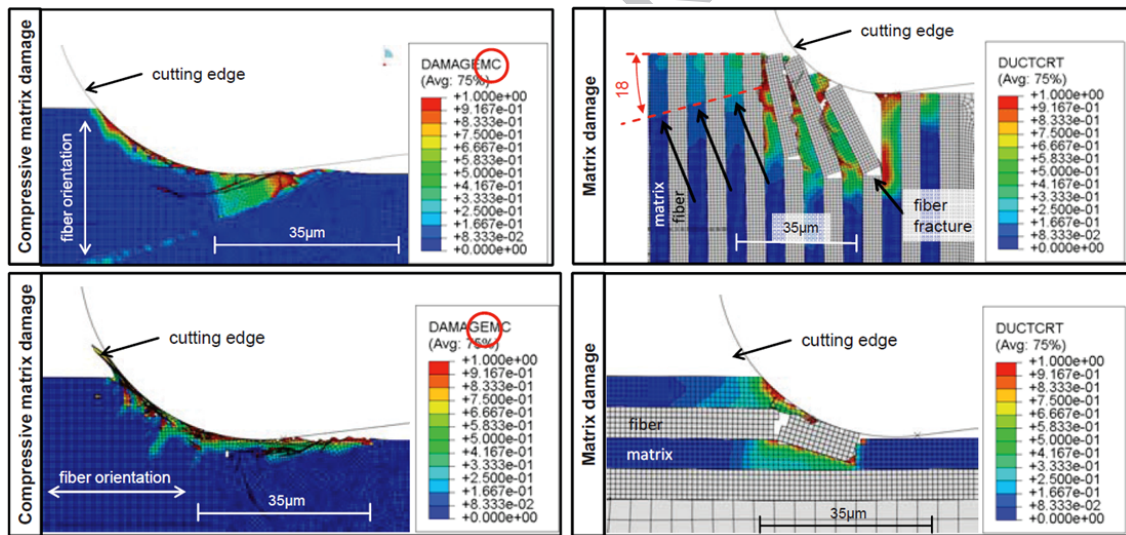 Compressive matrix damage
cutting edge
fiber orientation
35μm
DAMAGEMC
(Avg: 75%)
+1.000e+00
+9.167e-01
+8.333e-01
+7.500e-01
+6.667e-01
+5.833e-01
+5.000e-01
+4.167e-01
+3.333e-01
+2.500e-01
+1.667e-01
+8.333e-02
+0.000e+00
Matrix damage
cutting edge
18
matrix
fiber
35μm
fiber
fracture
DUCTCRT
(Avg: 75%)
+1.000e+00
+9.167e-01
+8.333e-01
+7.500e-01
+6.667e-01
+5.833e-01
+5.000e-01
+4.167e-01
+3.333e-01
+2.500e-01
+1.667e-01
+8.333e-02
+0.000e+00
Compressive matrix damage
cutting edge
fiber orientation
35μm
DAMAGEMC
(Avg: 75%)
+1.000e+00
+9.167e-01
+8.333e-01
+7.500e-01
+6.667e-01
+5.833e-01
+5.000e-01
+4.167e-01
+3.333e-01
+2.500e-01
+1.667e-01
+8.333e-02
+0.000e+00
Matrix damage
cutting edge
fiber
matrix
35μm
DUCTCRT
(Avg: 75%)
+1.000e+00
+9.167e-01
+8.333e-01
+7.500e-01
+6.667e-01
+5.833e-01
+5.000e-01
+4.167e-01
+3.333e-01
+2.500e-01
+1.667e-01
+8.333e-02
+0.000e+00